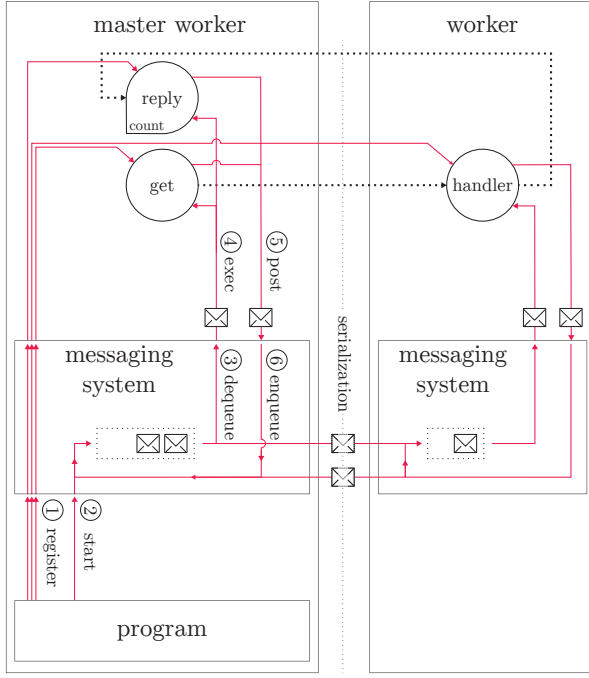 master worker
worker
reply
count
get
handler
④ exec
⑤ post
serialization
messaging
system
messaging
system
③ dequeue
⑥ enqueue
① register
② start
program